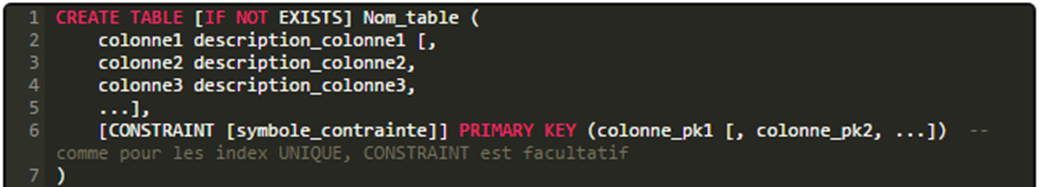 1 CREATE TABLE [IF NOT EXISTS] Nom_table (
2     colonne1 description_colonne1 [,
3     colonne2 description_colonne2,
4     colonne3 description_colonne3,
5     ...],
6     [CONSTRAINT [symbole_contrainte]] PRIMARY KEY (colonne_pk1 [, colonne_pk2, ...])  --
comme pour les index UNIQUE, CONSTRAINT est facultatif
7 )